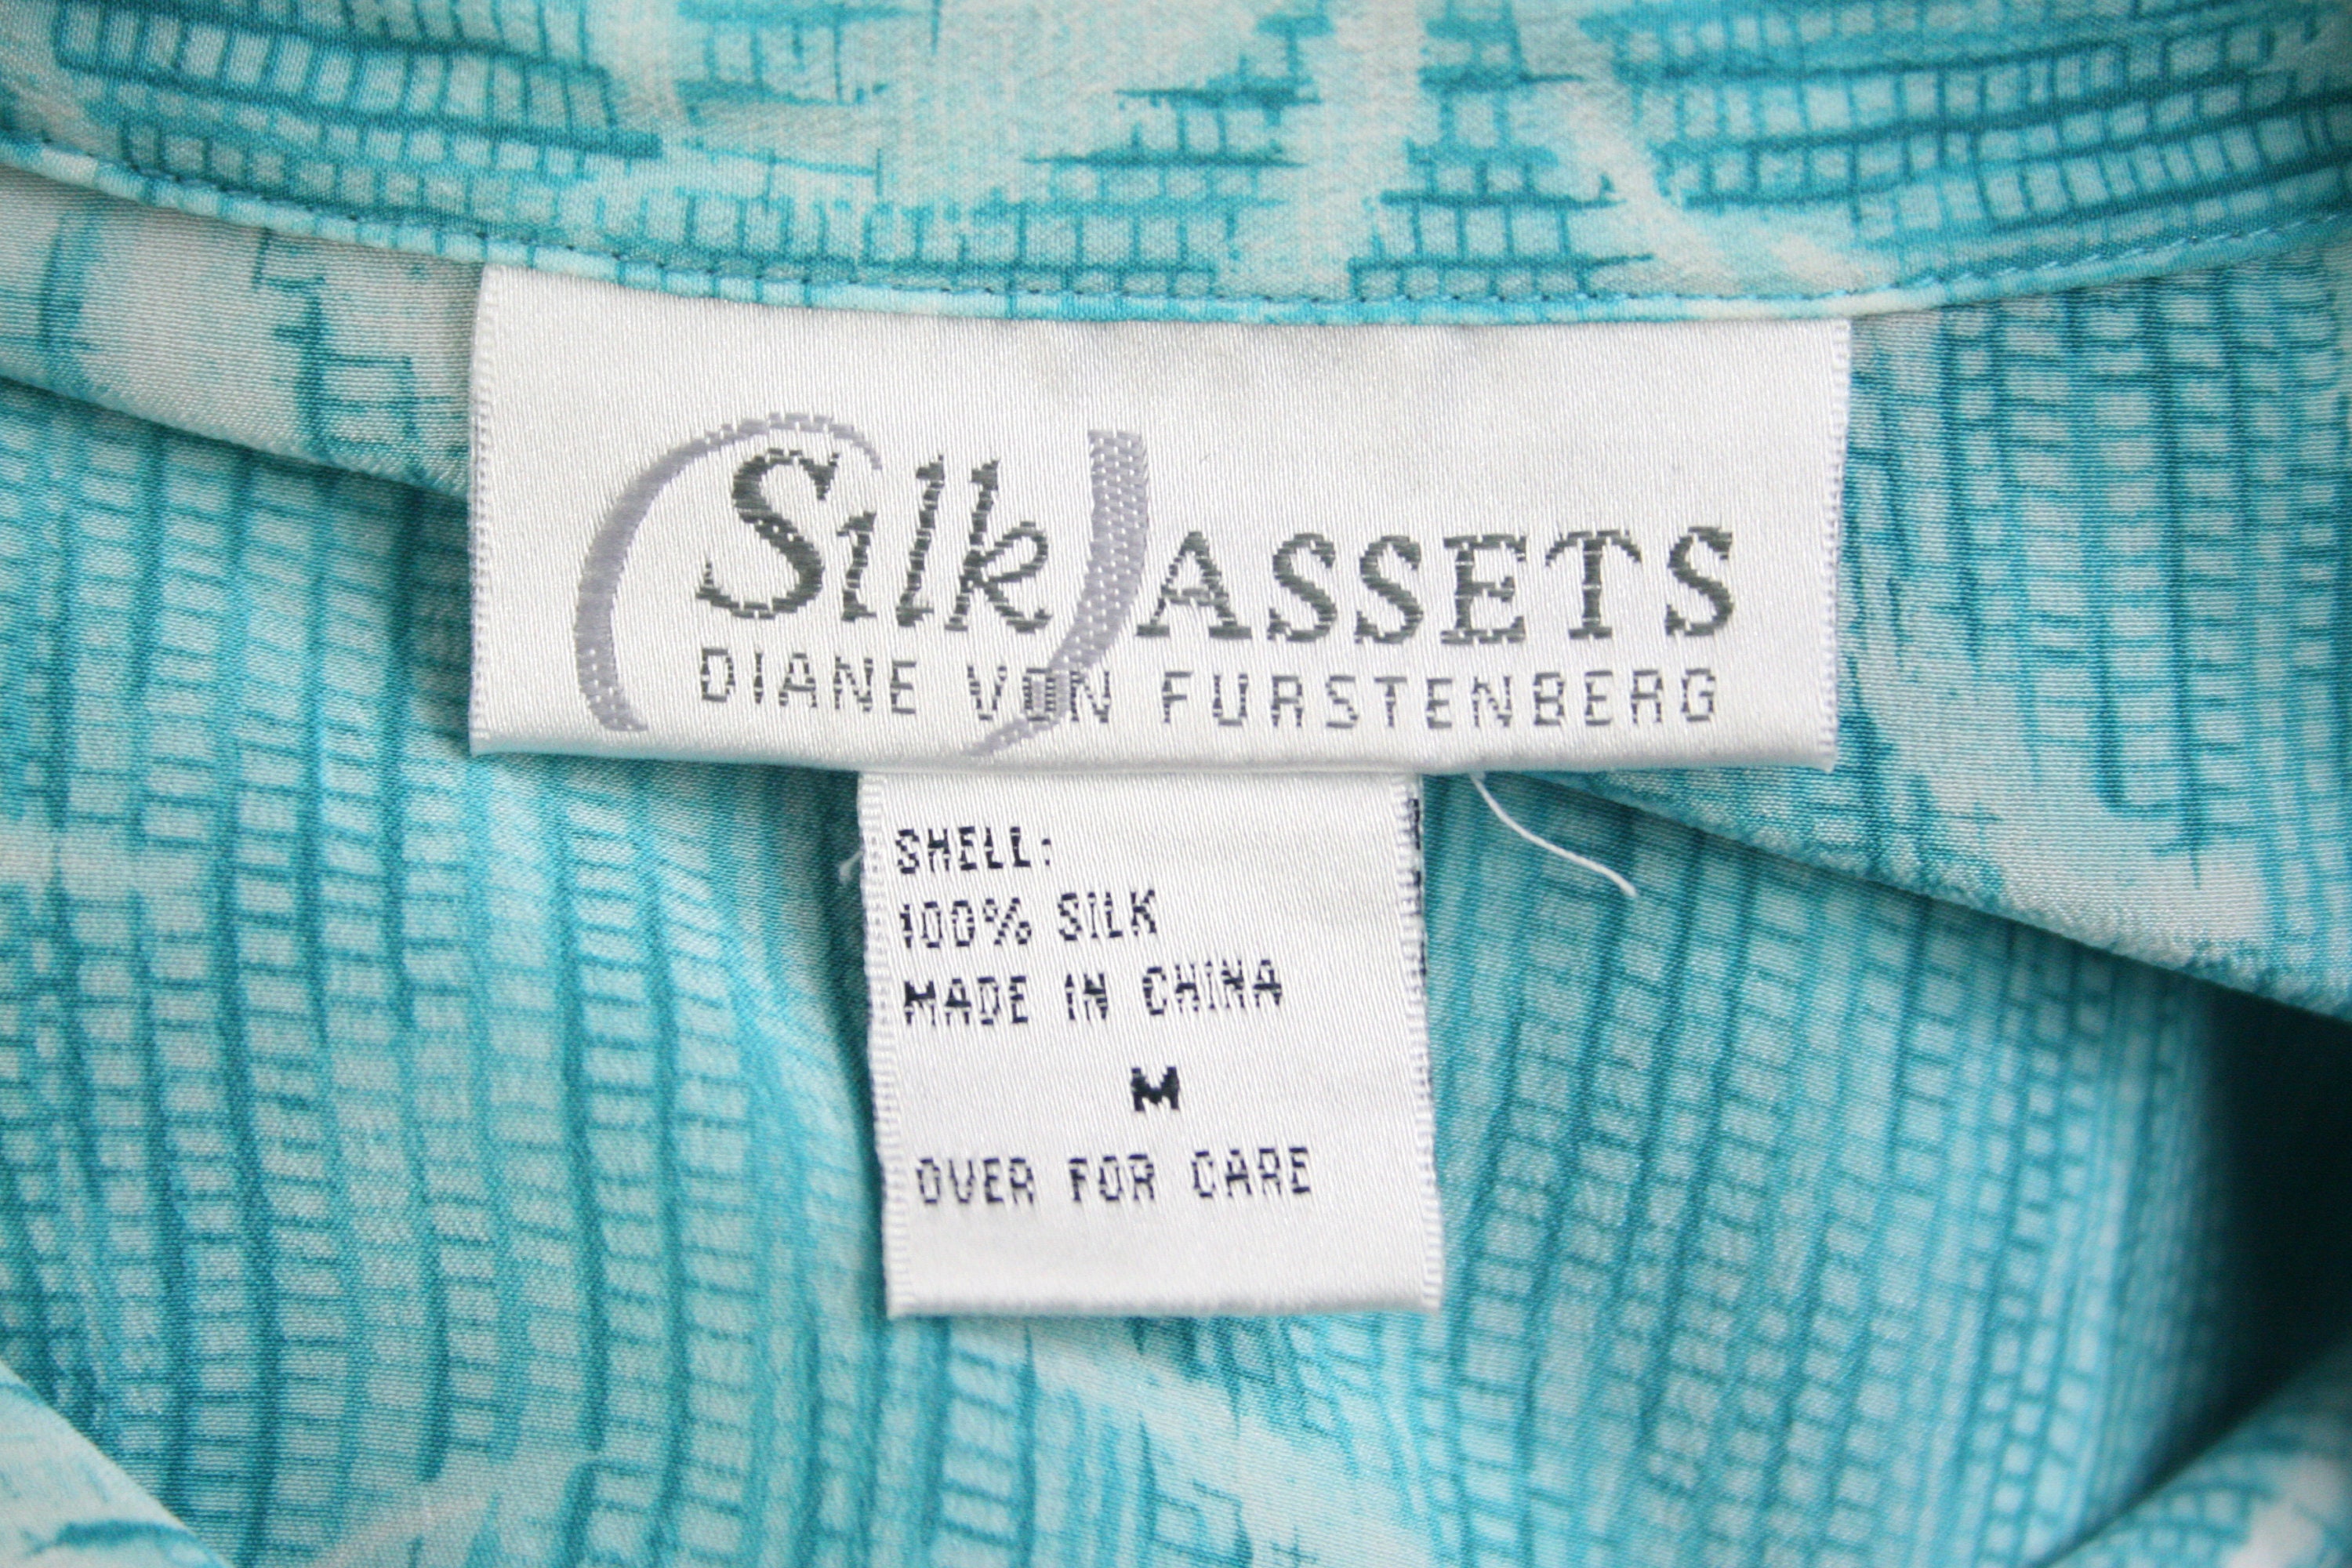 Silk ASSETS
DIANE VON FURSTENBERG
SHELL:
100% SILK
MADE IN CHINA
M
OVER FOR CARE